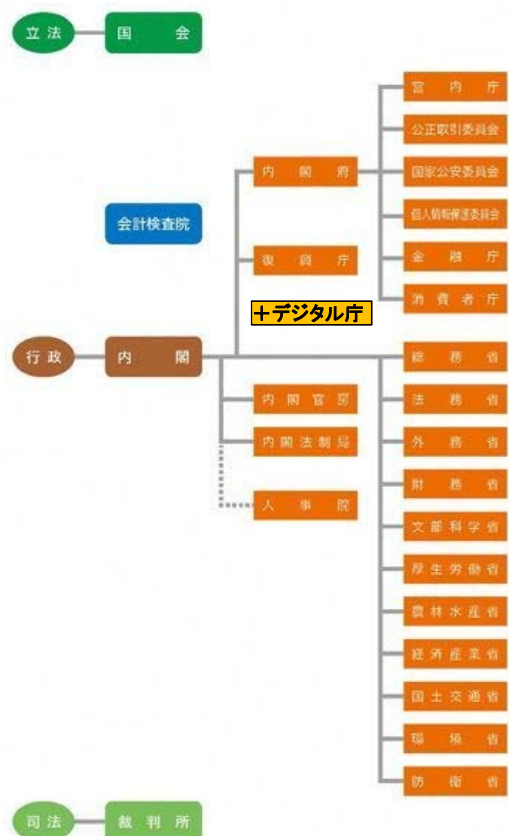 立法
国会
宮内庁
公正取引委員会
内閣府
国家公安委員会
会計検査院
個人情報保護委員会
復興庁
金融庁
消費者庁
+デジタル庁
行政
内閣
総務省
内閣官房
法務省
内閣法制局
外務省
財務省
人事院
文部科学省
厚生労働省
農林水産省
経済産業省
国土交通省
環境省
防衛省
司法
裁判所